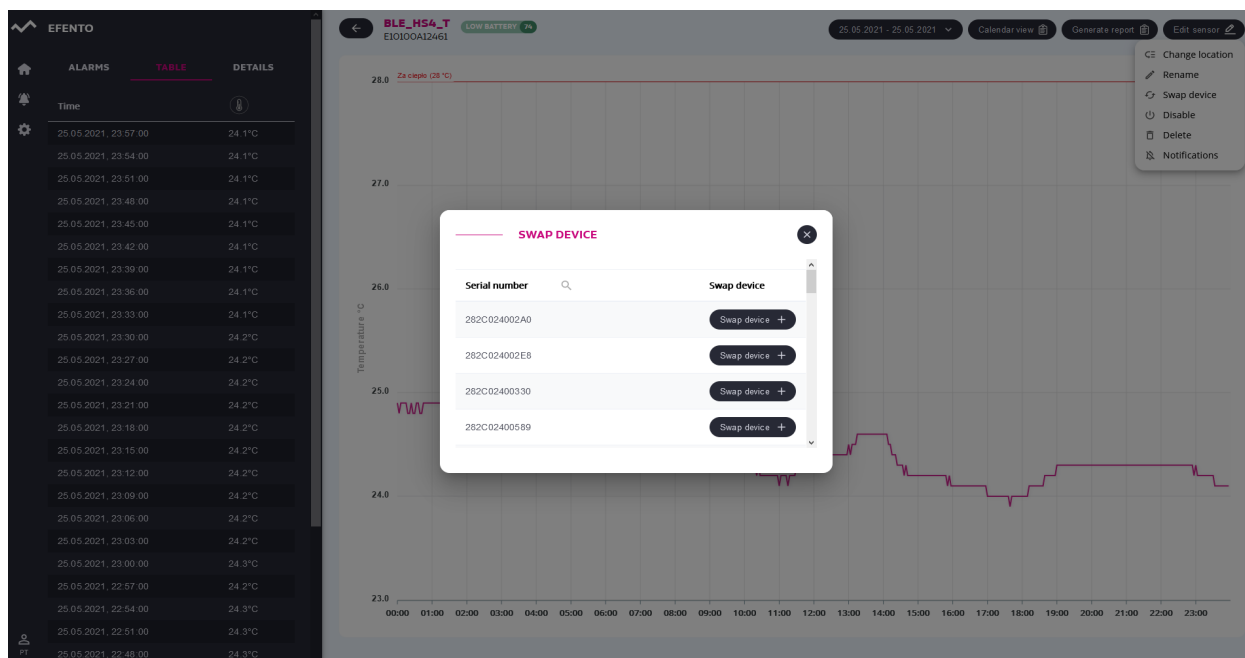 EFENTO
ALARMS TABLE DETAILS
Time
25.05.2021, 23:57:00 24.1°C
25.05.2021, 23:54:00 24.1°C
25.05.2021, 23:51:00 24.1°C
25.05.2021, 23:48:00 24.1°C
25.05.2021, 23:45:00 24.1°C
25.05.2021, 23:42:00 24.1°C
25.05.2021, 23:39:00 24.1°C
25.05.2021, 23:36:00 24.1°C
25.05.2021, 23:33:00 24.1°C
25.05.2021, 23:30:00 24.2°C
25.05.2021, 23:27:00 24.2°C
25.05.2021, 23:24:00 24.2°C
25.05.2021, 23:21:00 24.2°C
25.05.2021, 23:18:00 24.2°C
25.05.2021, 23:15:00 24.2°C
25.05.2021, 23:12:00 24.2°C
25.05.2021, 23:09:00 24.2°C
25.05.2021, 23:06:00 24.2°C
25.05.2021, 23:03:00 24.2°C
25.05.2021, 23:00:00 24.3°C
25.05.2021, 22:57:00 24.2°C
25.05.2021, 22:54:00 24.3°C
25.05.2021, 22:51:00 24.3°C
25.05.2021, 22:48:00 24.3°C
PT
BLE_HS4_T LOW BATTERY 74
E10100A12461
25.05.2021 - 25.05.2021 Calendar view Generate report Edit sensor
Change location
Rename
Swap device
Disable
Delete
Notifications
Za ciepło (28 °C)
28.0
27.0
26.0
25.0
24.0
23.0
Temperature °C
00:00 01:00 02:00 03:00 04:00 05:00 06:00 07:00 08:00 09:00 10:00 11:00 12:00 13:00 14:00 15:00 16:00 17:00 18:00 19:00 20:00 21:00 22:00 23:00
SWAP DEVICE
Serial number Swap device
282C024002A0 Swap device +
282C024002E8 Swap device +
282C02400330 Swap device +
282C02400589 Swap device +